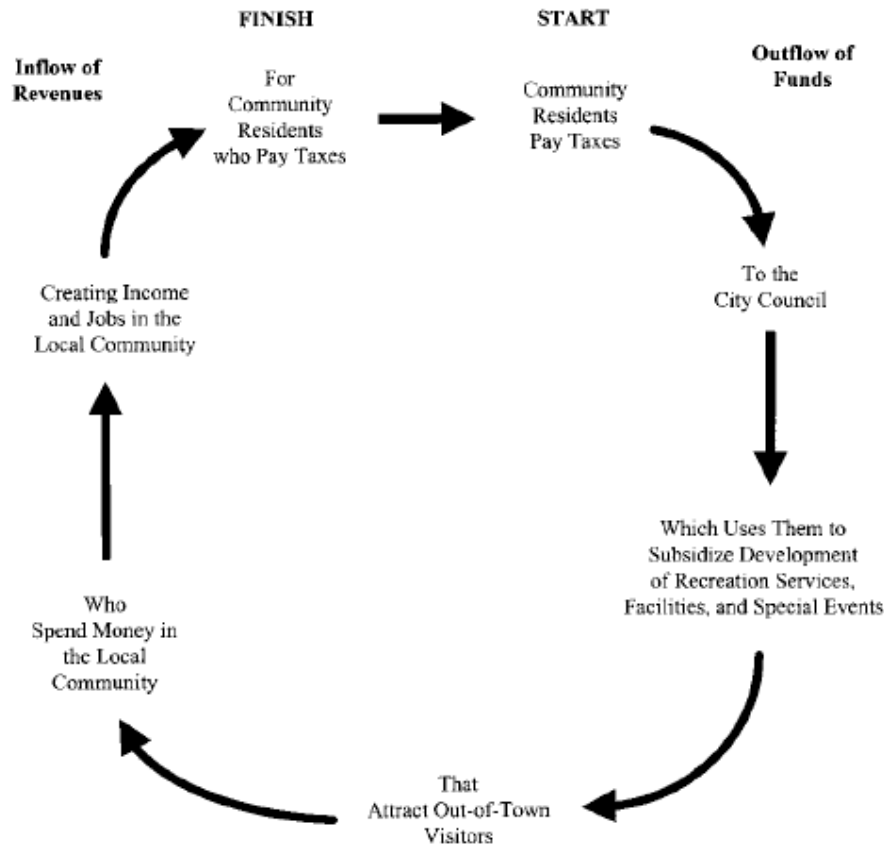 FINISH
START
Inflow of
Revenues
Outflow of
Funds
For
Community
Residents
who Pay Taxes
Community
Residents
Pay Taxes
To the
City Council
Which Uses Them to
Subsidize Development
of Recreation Services,
Facilities, and Special Events
That
Attract Out-of-Town
Visitors
Who
Spend Money in
the Local
Community
Creating Income
and Jobs in the
Local Community